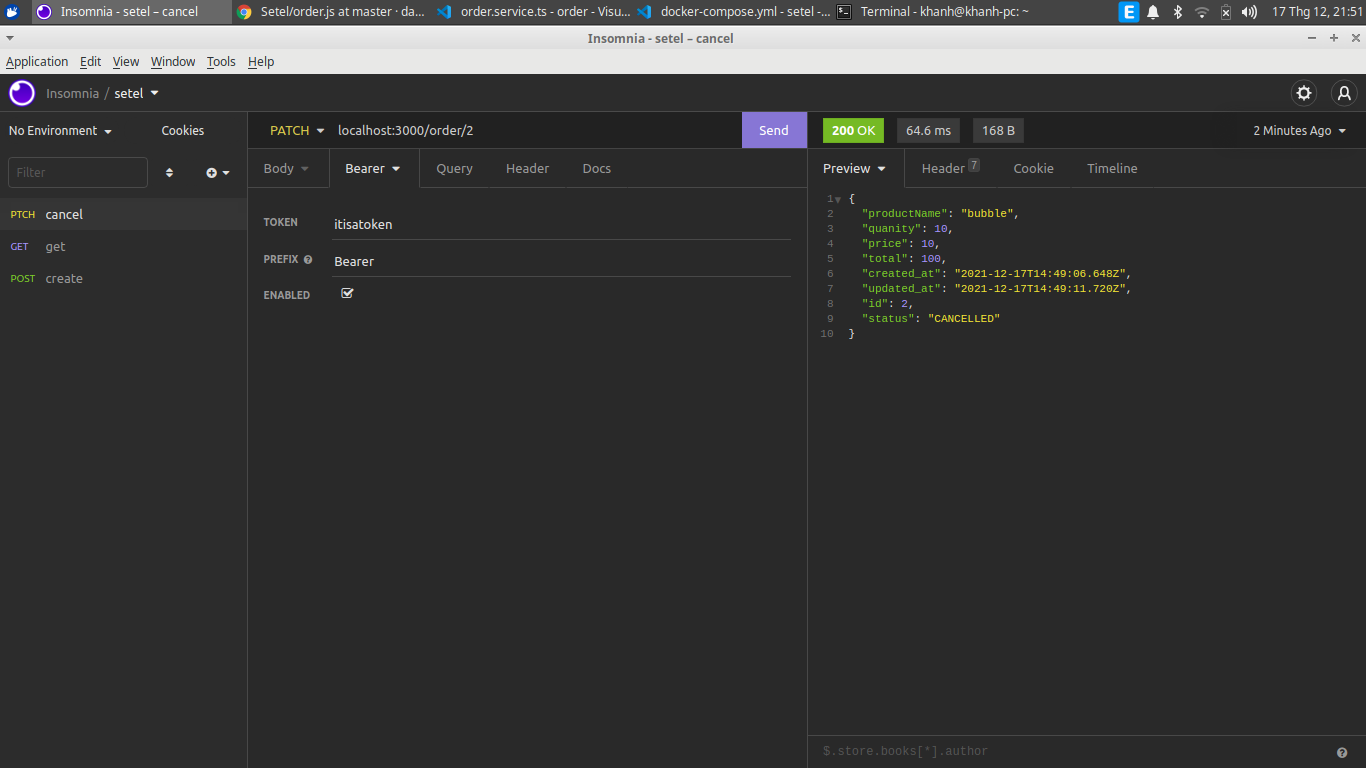 Insomnia - setel – cancel
Setel/order.js at master · da...
order.service.ts - order - Visu...
docker-compose.yml - setel -...
Terminal - khanh@khanh-pc: ~
E
17 Thg 12, 21:51
Insomnia - setel – cancel
Application Edit View Window Tools Help
Insomnia / setel
No Environment Cookies
PATCH localhost:3000/order/2 Send
200 OK 64.6 ms 168 B 2 Minutes Ago
Filter
Body Bearer Query Header Docs
Preview Header 7 Cookie Timeline
PTCH cancel
GET get
POST create
TOKEN itisatoken
PREFIX Bearer
ENABLED
1 {
2 "productName": "bubble",
3 "quanity": 10,
4 "price": 10,
5 "total": 100,
6 "created_at": "2021-12-17T14:49:06.648Z",
7 "updated_at": "2021-12-17T14:49:11.720Z",
8 "id": 2,
9 "status": "CANCELLED"
10 }
$.store.books[*].author